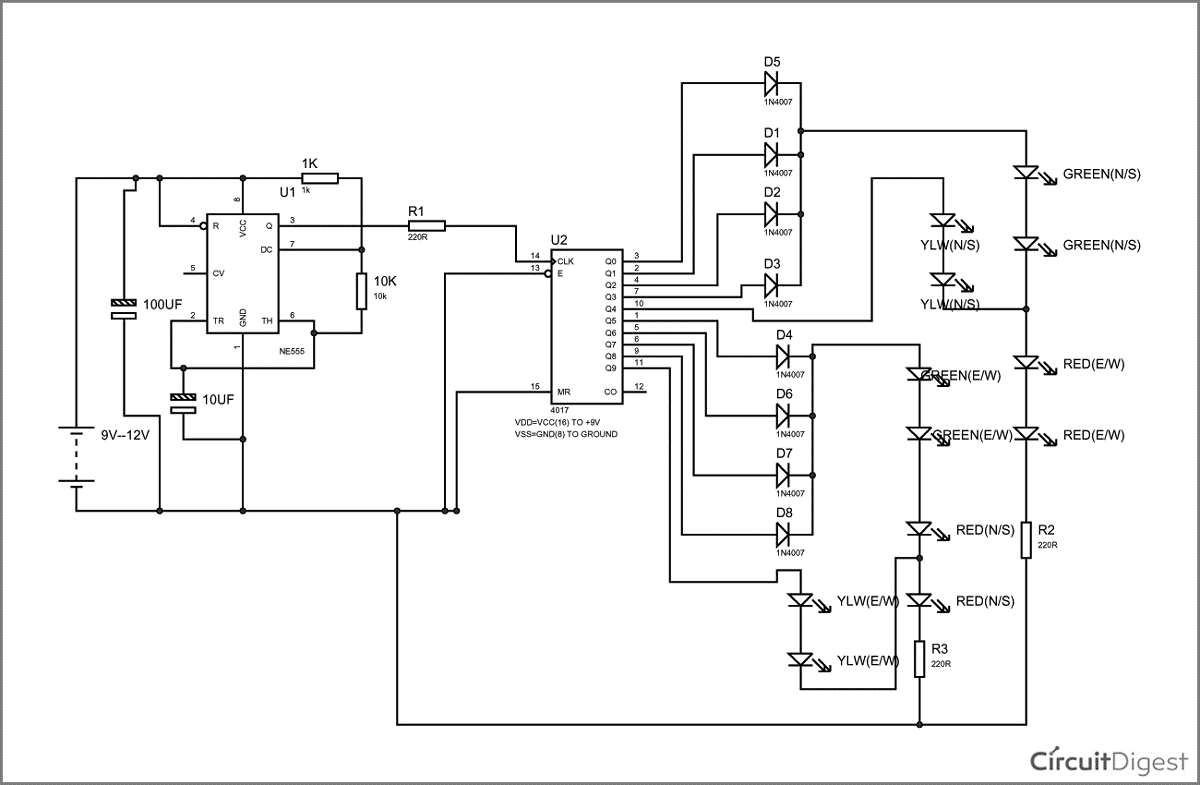 D5
1N4007
D1
1N4007
D2
1N4007
D3
1N4007
1K
1k
U1
8
4
R
VCC
Q
3
DC
7
5
CV
2
TR
GND
TH
6
1
NE555
10K
10k
100UF
10UF
9V--12V
R1
220R
U2
14
CLK
13
E
15
MR
Q0
3
Q1
2
Q2
4
Q3
7
Q4
10
Q5
1
Q6
5
Q7
6
Q8
9
Q9
11
CO
12
4017
VDD=VCC(16) TO +9V
VSS=GND(8) TO GROUND
GREEN(N/S)
GREEN(N/S)
YLW(N/S)
YLW(N/S)
D4
1N4007
D6
1N4007
D7
1N4007
D8
1N4007
GREEN(E/W)
GREEN(E/W)
RED(E/W)
RED(E/W)
RED(N/S)
RED(N/S)
R2
220R
YLW(E/W)
YLW(E/W)
R3
220R
CircuitDigest